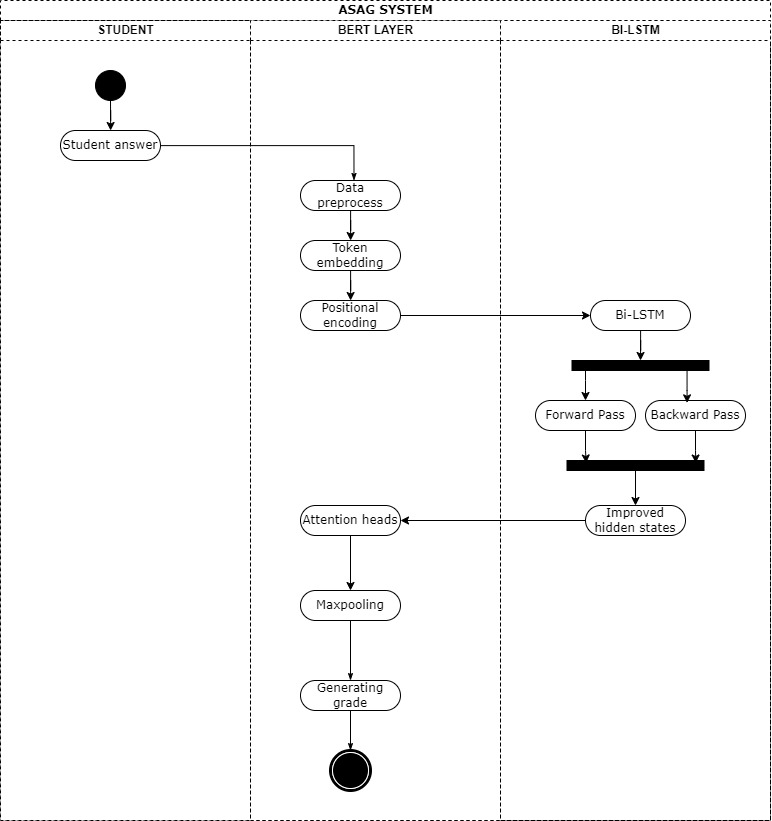 ASAG SYSTEM
STUDENT
BERT LAYER
BI-LSTM
Student answer
Data
preprocess
Token
embedding
Positional
encoding
Bi-LSTM
Forward Pass
Backward Pass
Improved
hidden states
Attention heads
Maxpooling
Generating
grade